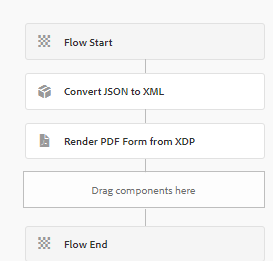 Flow Start
Convert JSON to XML
Render PDF Form from XDP
Drag components here
Flow End